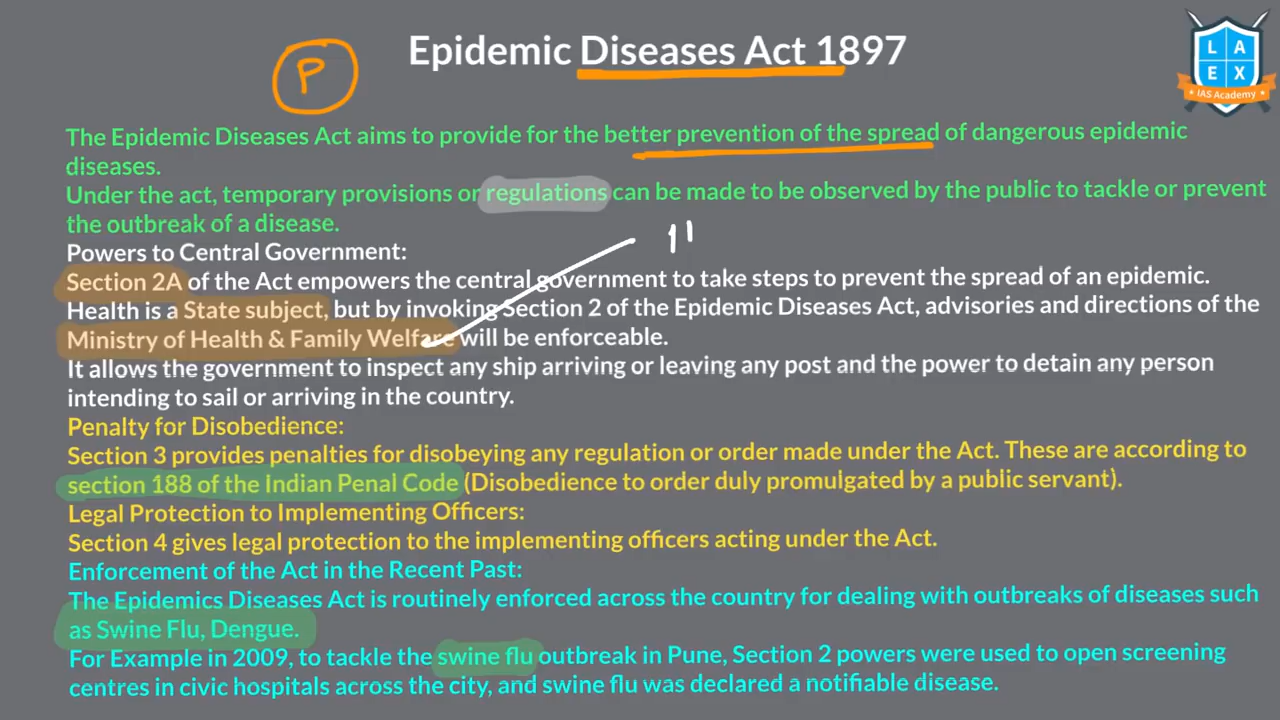 Epidemic Diseases Act 1897
P
L A
E X
IAS Academy
The Epidemic Diseases Act aims to provide for the better prevention of the spread of dangerous epidemic
diseases.
Under the act, temporary provisions or regulations can be made to be observed by the public to tackle or prevent
the outbreak of a disease.
Powers to Central Government:
Section 2A of the Act empowers the central government to take steps to prevent the spread of an epidemic.
Health is a State subject, but by invoking Section 2 of the Epidemic Diseases Act, advisories and directions of the
Ministry of Health & Family Welfare will be enforceable.
It allows the government to inspect any ship arriving or leaving any post and the power to detain any person
intending to sail or arriving in the country.
Penalty for Disobedience:
Section 3 provides penalties for disobeying any regulation or order made under the Act. These are according to
section 188 of the Indian Penal Code (Disobedience to order duly promulgated by a public servant).
Legal Protection to Implementing Officers:
Section 4 gives legal protection to the implementing officers acting under the Act.
Enforcement of the Act in the Recent Past:
The Epidemics Diseases Act is routinely enforced across the country for dealing with outbreaks of diseases such
as Swine Flu, Dengue.
For Example in 2009, to tackle the swine flu outbreak in Pune, Section 2 powers were used to open screening
centres in civic hospitals across the city, and swine flu was declared a notifiable disease.